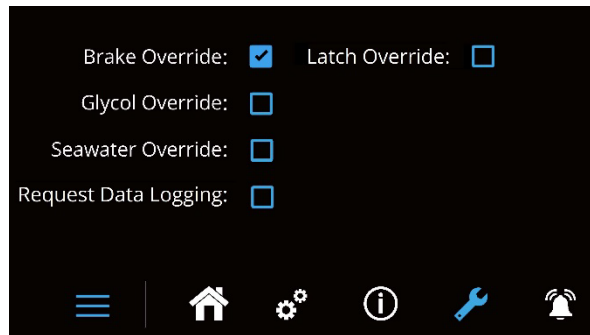 Brake Override: Latch Override:
Glycol Override:
Seawater Override:
Request Data Logging: